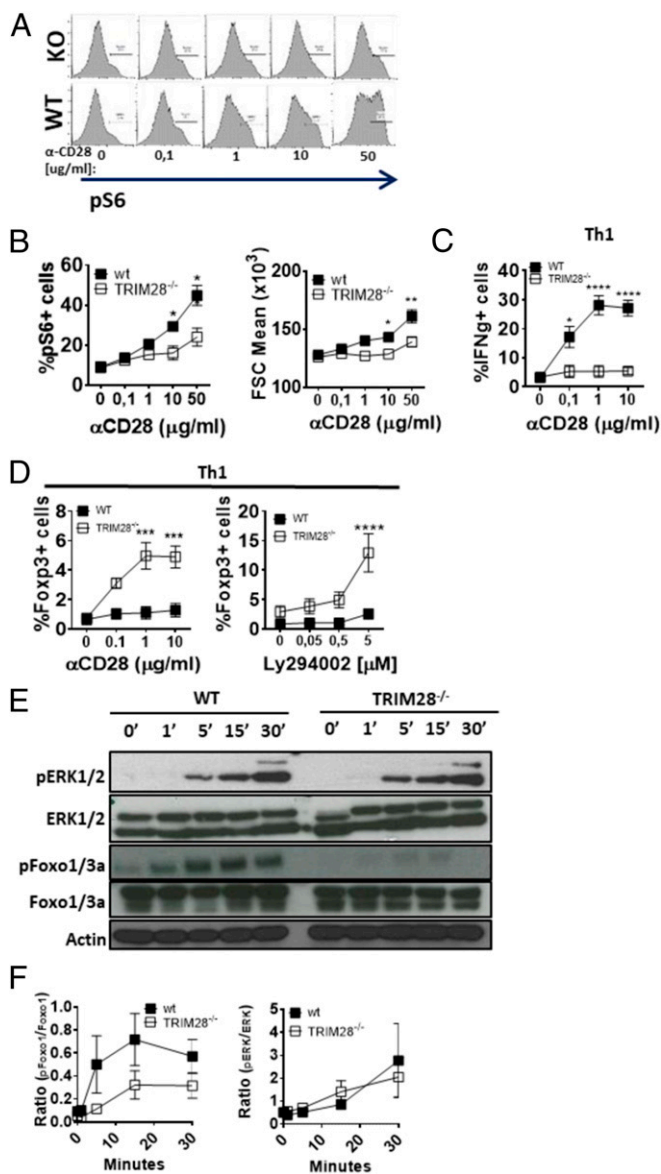 A
KO
WT
α-CD28 0 0,1 1 10 50
[ug/ml]:
pS6
B
wt
TRIM28-/-
%pS6+ cells
60
40
20
0
* *
0 0,1 1 10 50
αCD28 (μg/ml)
wt
TRIM28-/-
FSC Mean (x10³)
200
175
150
125
100
* **
0 0,1 1 10 50
αCD28 (μg/ml)
C
Th1
WT
TRIM28-/-
%IFNg+ cells
40
30
20
10
0
* **** ****
0 0,1 1 10
αCD28 (μg/ml)
D
Th1
WT
TRIM28-/-
%Foxp3+ cells
8
6
4
2
0
*** ***
0 0.1 1 10
αCD28 (μg/ml)
WT
TRIM28-/-
%Foxp3+ cells
20
15
10
5
0
****
0 0,05 0,5 5
Ly294002 [μM]
E
WT TRIM28-/-
0' 1' 5' 15' 30' 0' 1' 5' 15' 30'
pERK1/2
ERK1/2
pFoxo1/3a
Foxo1/3a
Actin
F
wt
TRIM28-/-
Ratio (pFoxo1/Foxo1)
1.0
0.8
0.6
0.4
0.2
0.0
0 10 20 30
Minutes
wt
TRIM28-/-
Ratio (pERK/ERK)
5
4
3
2
1
0
0 10 20 30
Minutes